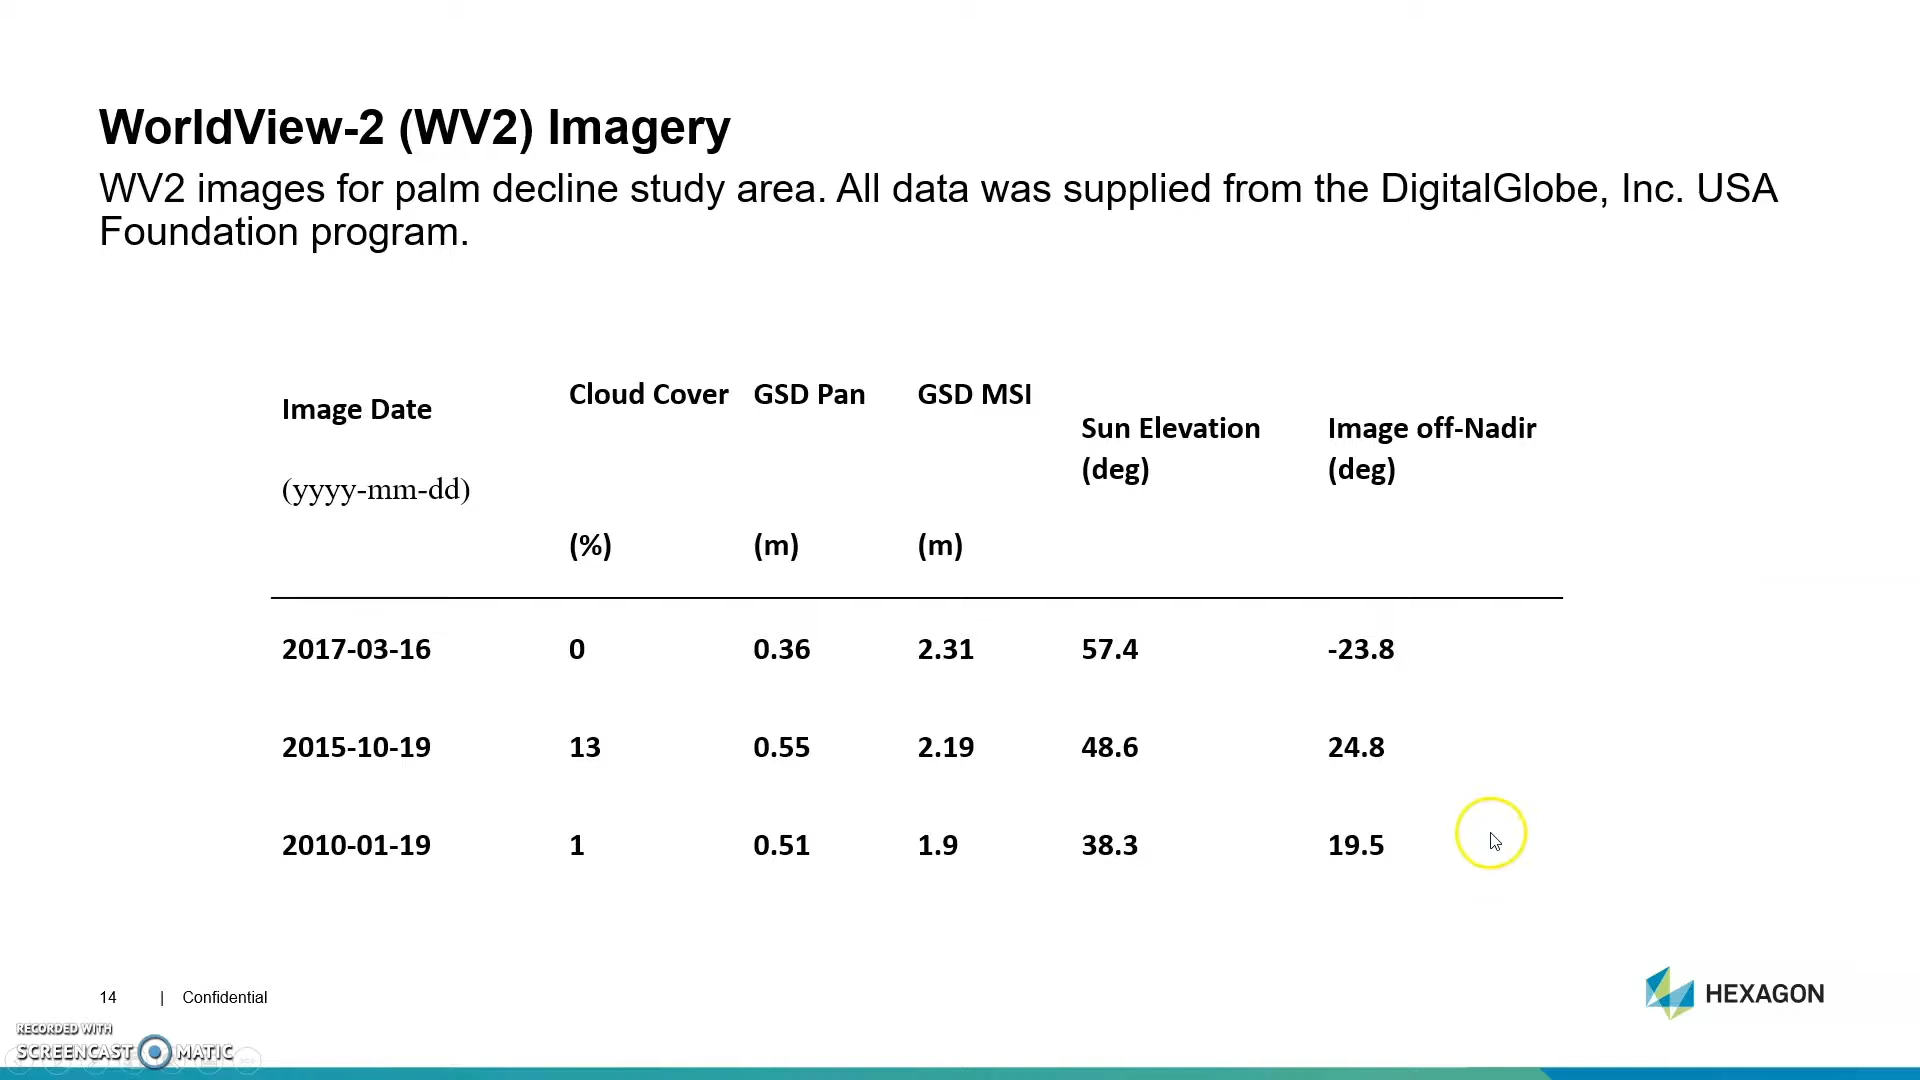 WorldView-2 (WV2) Imagery
WV2 images for palm decline study area. All data was supplied from the DigitalGlobe, Inc. USA
Foundation program.
Image Date
(yyyy-mm-dd)
Cloud Cover
(%)
GSD Pan
(m)
GSD MSI
(m)
Sun Elevation
(deg)
Image off-Nadir
(deg)
2017-03-16 0 0.36 2.31 57.4 -23.8
2015-10-19 13 0.55 2.19 48.6 24.8
2010-01-19 1 0.51 1.9 38.3 19.5
14 | Confidential
HEXAGON
RECORDED WITH
SCREENCAST MATIC